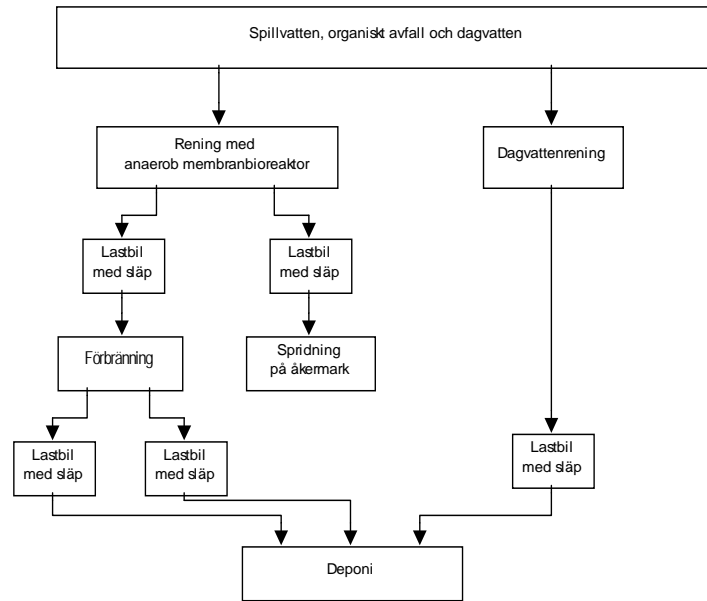 Spillvatten, organiskt avfall och dagvatten
Rening med
anaerob membranbioreaktor
Dagvattenrening
Lastbil
med släp
Lastbil
med släp
Förbränning
Spridning
på åkermark
Lastbil
med släp
Lastbil
med släp
Lastbil
med släp
Deponi